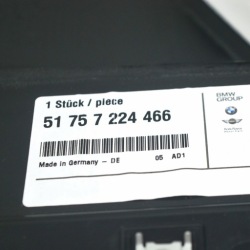 1 Stück / piece
51 75 7 224 466
Made in Germany - DE 05 AD1
BMW
GROUP